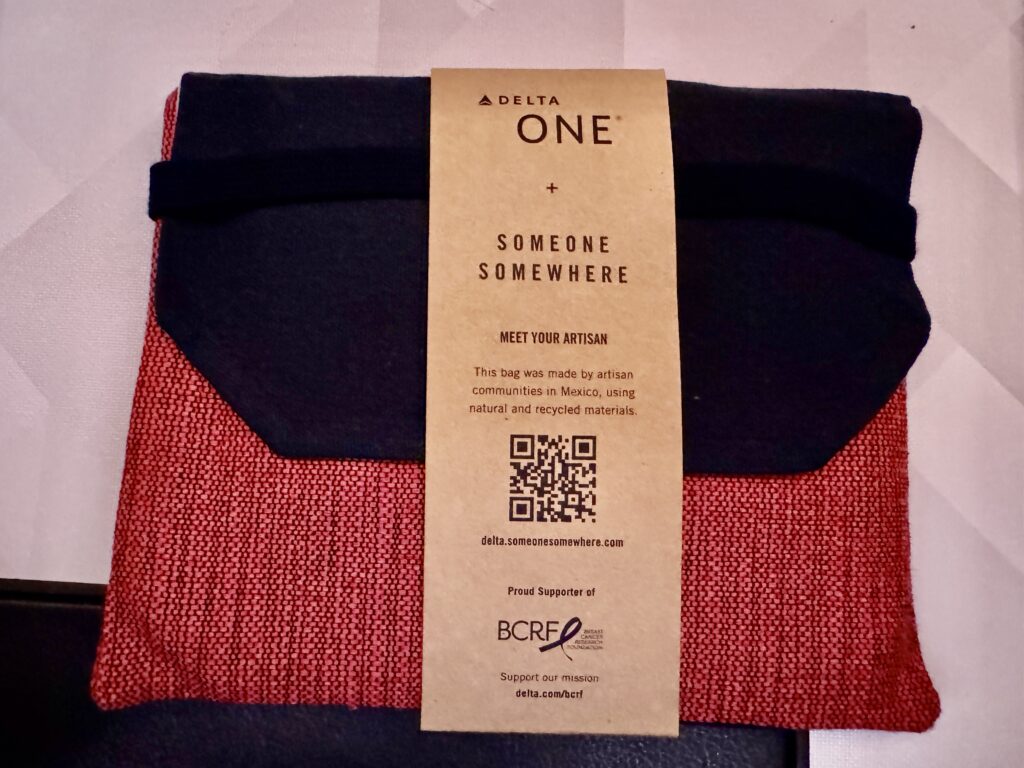 DELTA
ONE®
+
SOMEONE
SOMEWHERE
MEET YOUR ARTISAN
This bag was made by artisan
communities in Mexico, using
natural and recycled materials.
delta.someonesomewhere.com
Proud Supporter of
BCRF
BREAST
CANCER
RESEARCH
FOUNDATION
Support our mission
delta.com/bcrf